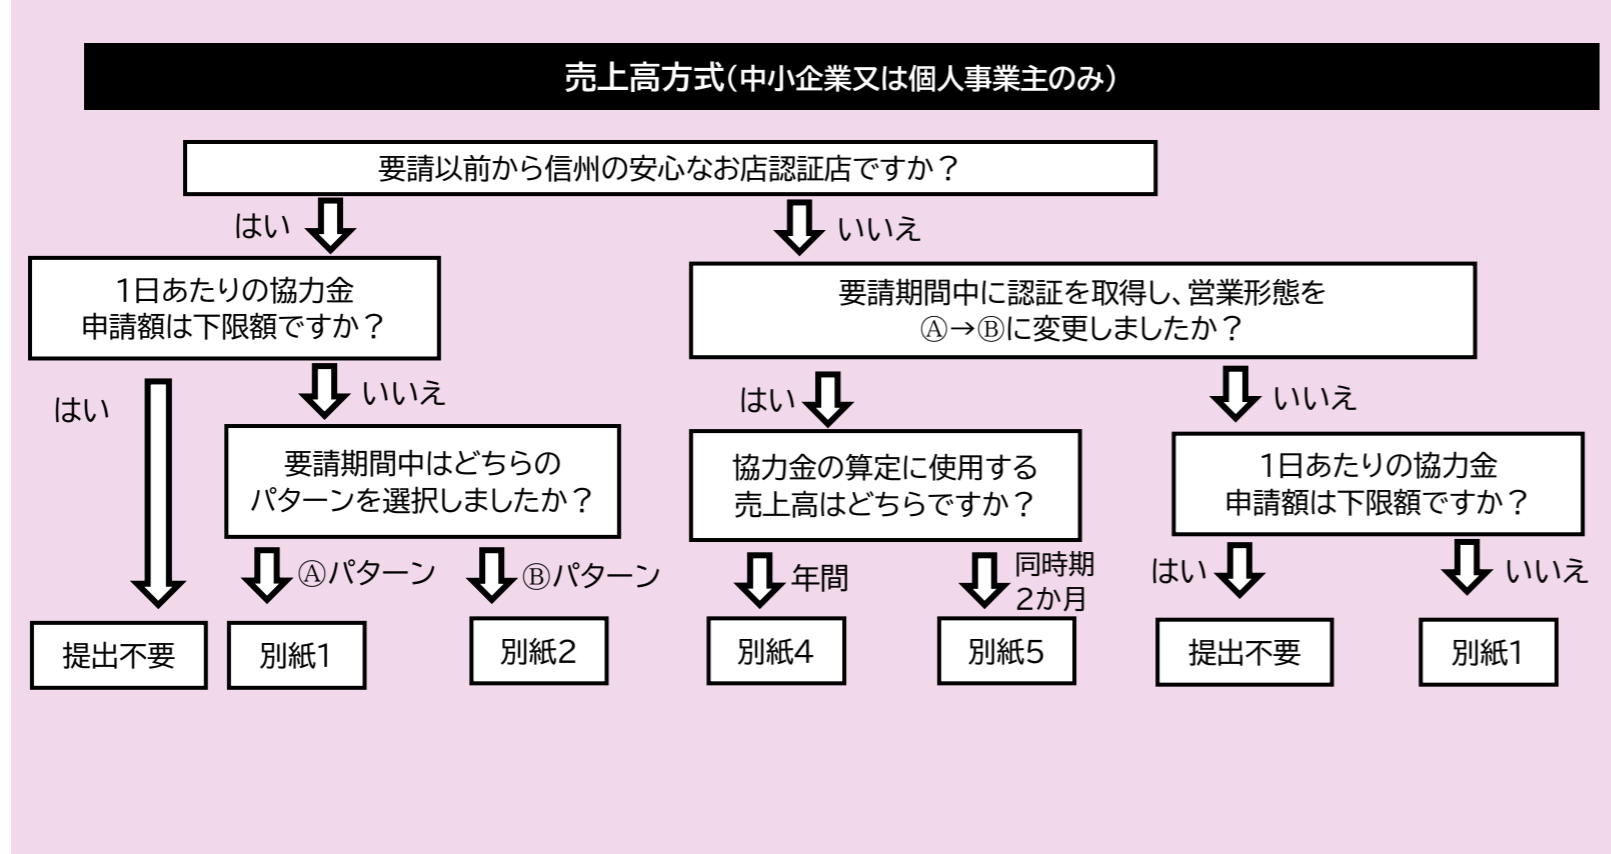 売上高方式(中小企業又は個人事業主のみ)
要請以前から信州の安心なお店認証店ですか？
はい
いいえ
1日あたりの協力金
申請額は下限額ですか？
要請期間中に認証を取得し、営業形態を
Ⓐ→Ⓑに変更しましたか？
はい
いいえ
はい
いいえ
要請期間中はどちらの
パターンを選択しましたか？
協力金の算定に使用する
売上高はどちらですか？
1日あたりの協力金
申請額は下限額ですか？
Ⓐパターン
Ⓑパターン
年間
同時期
2か月
はい
いいえ
提出不要
別紙1
別紙2
別紙4
別紙5
提出不要
別紙1